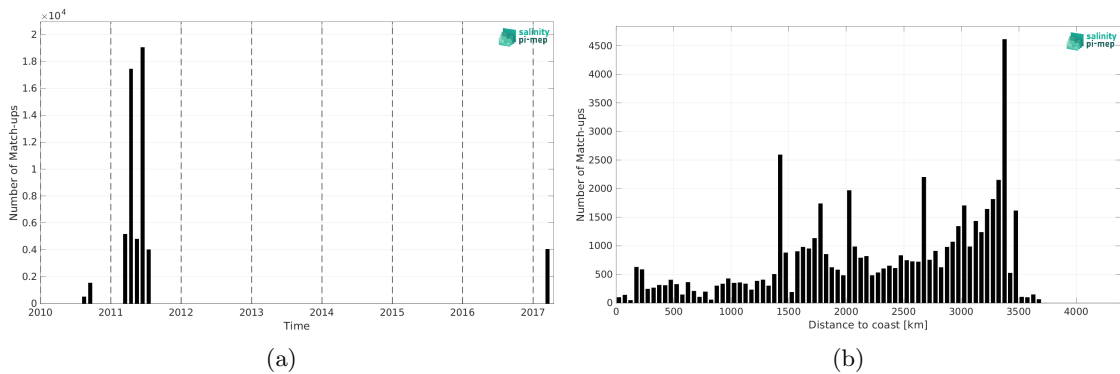 ×10⁴
2
1.8
1.6
1.4
1.2
1
0.8
0.6
0.4
0.2
0
Number of Match-ups
2010 2011 2012 2013 2014 2015 2016 2017
Time
salinity
pi-mep
(a)
4500
4000
3500
3000
2500
2000
1500
1000
500
0
Number of Match-ups
0 500 1000 1500 2000 2500 3000 3500 4000
Distance to coast [km]
salinity
pi-mep
(b)